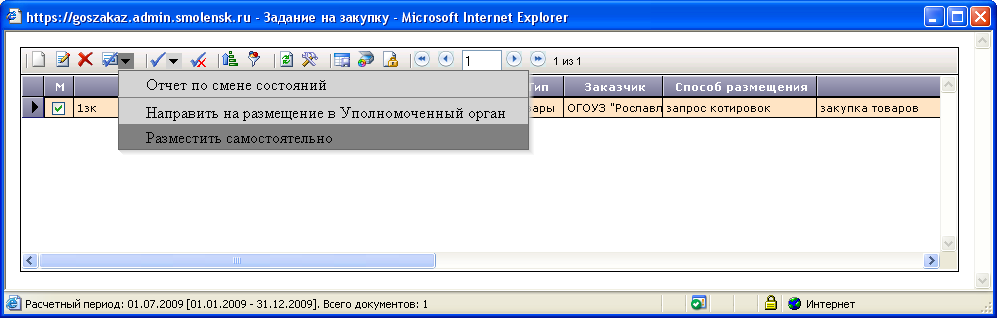 https://goszakaz.admin.smolensk.ru - Задание на закупку - Microsoft Internet Explorer
1 1 из 1
М Тип Заказчик Способ размещения
1зк вары ОГОУЗ "Рославл запрос котировок закупка товаров
Отчет по смене состояний
Направить на размещение в Уполномоченный орган
Разместить самостоятельно
Расчетный период: 01.07.2009 [01.01.2009 - 31.12.2009]. Всего документов: 1 Интернет